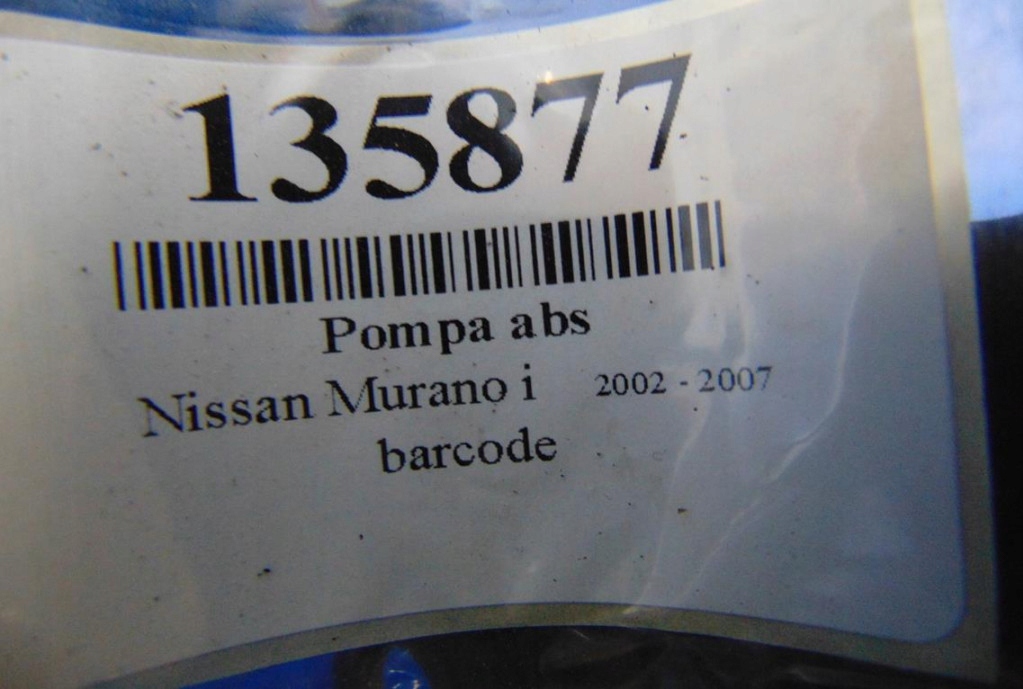 135877
Pompa abs
Nissan Murano i 2002 - 2007
barcode